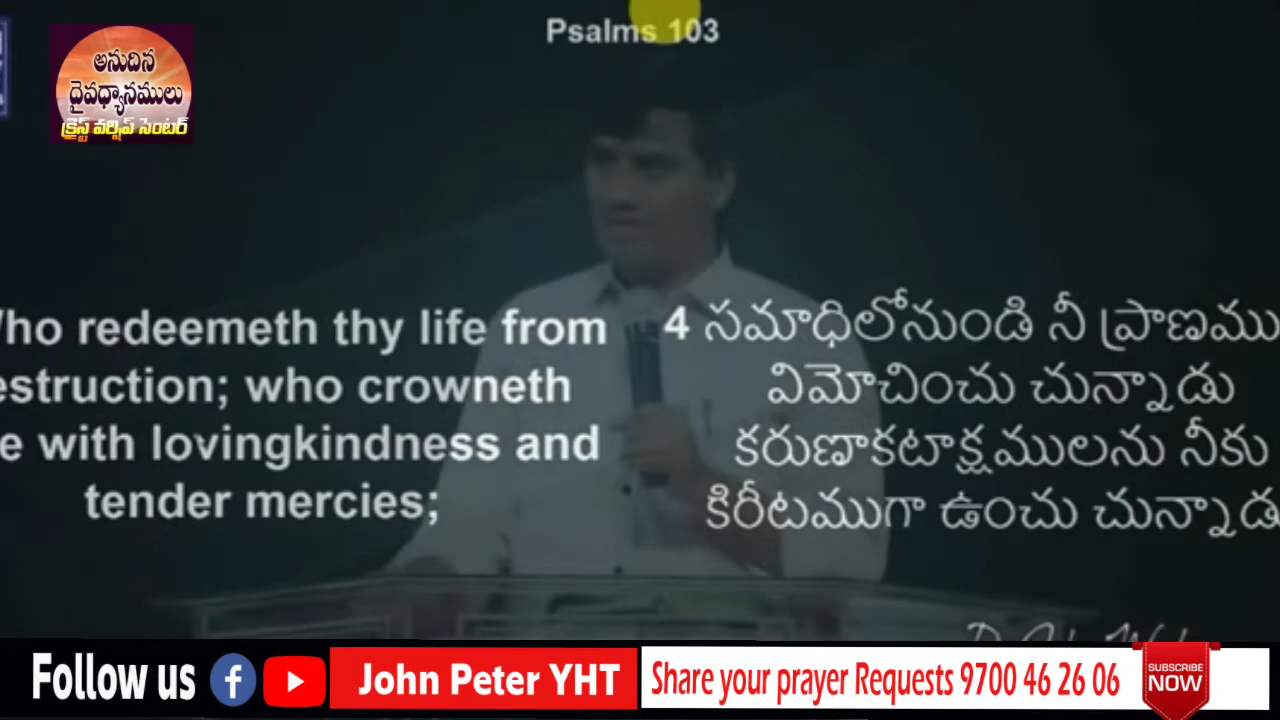 Psalms 103
అనుదిన
దైవధ్యానములు
క్రైస్ట్ వర్షిప్ సెంటర్
Who redeemeth thy life from
destruction; who crowneth
thee with lovingkindness and
tender mercies;
4 సమాధిలోనుండి నీ ప్రాణము
విమోచించు చున్నాడు
కరుణాకటాక్షములను నీకు
కిరీటముగా ఉంచు చున్నాడు
Follow us
John Peter YHT
Share your prayer Requests 9700 46 26 06
SUBSCRIBE
NOW